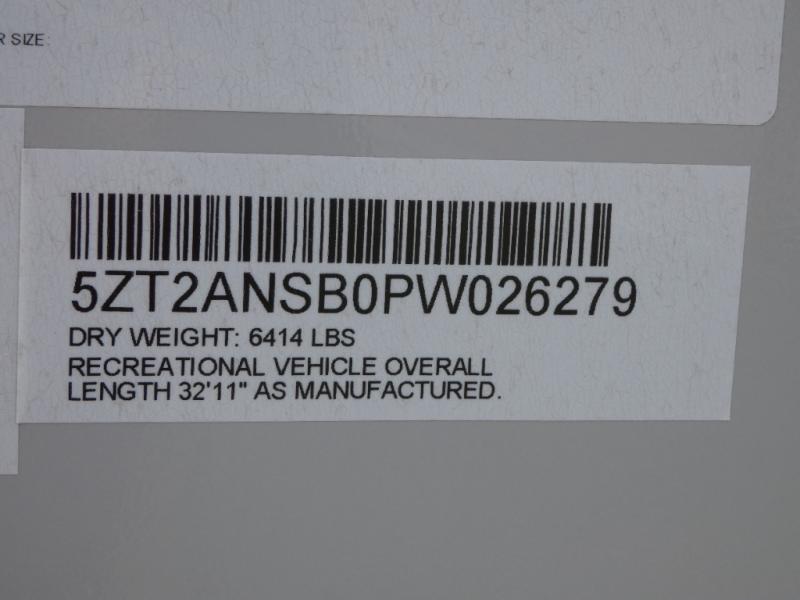 R SIZE:
5ZT2ANSB0PW026279
DRY WEIGHT: 6414 LBS
RECREATIONAL VEHICLE OVERALL
LENGTH 32'11" AS MANUFACTURED.